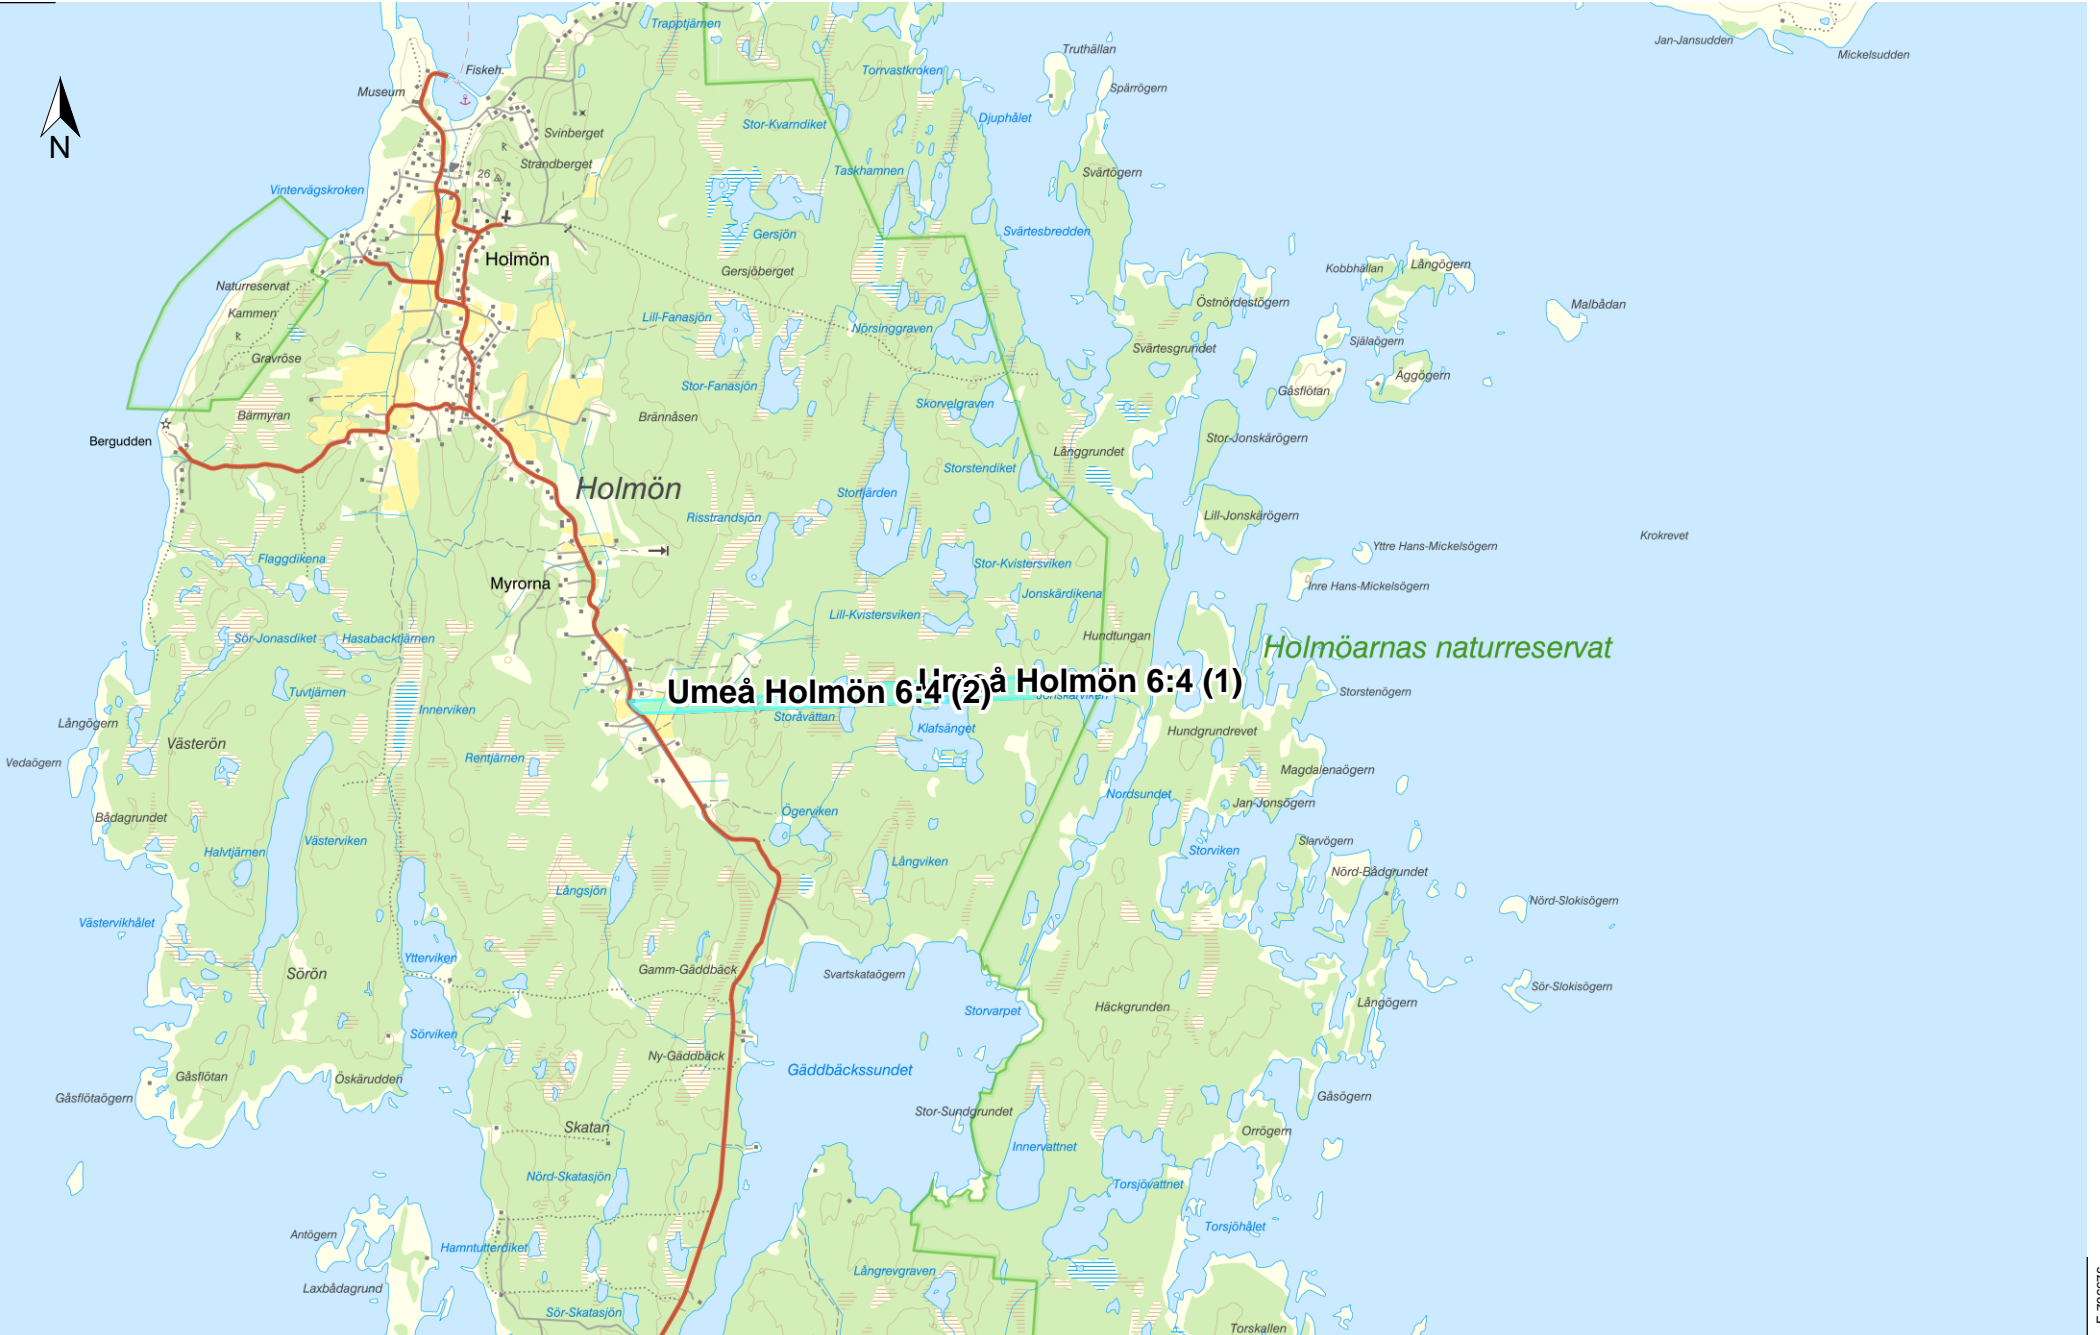 Trapptjärnen
Jan-Jansudden
Mickelsudden
Truthällan
Fiskeh.
Torrvastkroken
Museum
Spärrögern
Djuphålet
Stor-Kvarndiket
Svinberget
N
Strandberget
Taskhamnen
Svärtögern
26
Vintervägskroken
Gersjön
Svärtesbredden
Holmön
Gersjöberget
Kobbhällan
Långögern
Naturreservat
Östnördestögern
Malbådan
Kammen
Lill-Fanasjön
Nörsinggraven
Själaögern
Svärtesgrundet
Gravröse
Äggögern
Stor-Fanasjön
Gåsflötan
Skorvelgraven
Bärmyran
Brännåsen
Bergudden
Stor-Jonskärögern
Långgrundet
Storstendiket
Holmön
Stortjärden
Risstrandsjön
Lill-Jonskärögern
Krokrevet
Yttre Hans-Mickelsögern
Flaggdikena
Stor-Kvistersviken
Myrorna
Inre Hans-Mickelsögern
Jonskärdikena
Lill-Kvistersviken
Sör-Jonasdiket
Hasabacktjärnen
Hundtungan
Holmöarnas naturreservat
Umeå Holmön 6:4 (1)
Umeå Holmön 6:4 (2)
Tuvtjärnen
Jonskärviken
Storstenögern
Innerviken
Storåvättan
Långögern
Klafsänget
Hundgrundrevet
Västerön
Rentjärnen
Vedaögern
Magdalenaögern
Nordsundet
Jan-Jonsögern
Ögerviken
Bådagrundet
Västerviken
Slarvögern
Halvtjärnen
Storviken
Långviken
Nörd-Bådgrundet
Långsjön
Nörd-Slokisögern
Västervikhålet
Ytterviken
Gamm-Gäddbäck
Sörön
Svartskataögern
Sör-Slokisögern
Långögern
Häckgrunden
Storvarpet
Sörviken
Ny-Gäddbäck
Gäddbäckssundet
Gåsflötan
Öskärudden
Gåsflötaögern
Gåsögern
Stor-Sundgrundet
Skatan
Orrögern
Innervattnet
Nörd-Skatasjön
Torsjövattnet
Torsjöhålet
Antögern
Hamntutterdiket
Långrevgraven
Laxbådagrund
Sör-Skatasjön
Torskallen